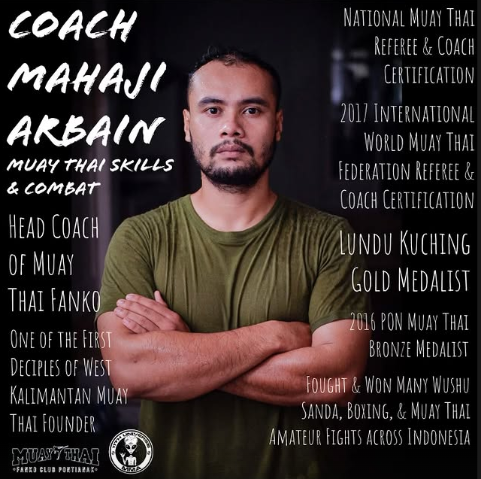 COACH
MAHAJI
ARBAIN
MUAY THAI SKILLS
& COMBAT
HEAD COACH
OF MUAY
THAI FANKO
ONE OF THE FIRST
DECIPLES OF WEST
KALIMANTAN MUAY
THAI FOUNDER
MUAY THAI
FANKO CLUB PONTIANAK
NATIONAL MUAY THAI
REFEREE & COACH
CERTIFICATION
2017 INTERNATIONAL
WORLD MUAY THAI
FEDERATION REFEREE &
COACH CERTIFICATION
LUNDU KUCHING
GOLD MEDALIST
2016 PON MUAY THAI
BRONZE MEDALIST
FOUGHT & WON MANY WUSHU
SANDA, BOXING, & MUAY THAI
AMATEUR FIGHTS ACROSS INDONESIA